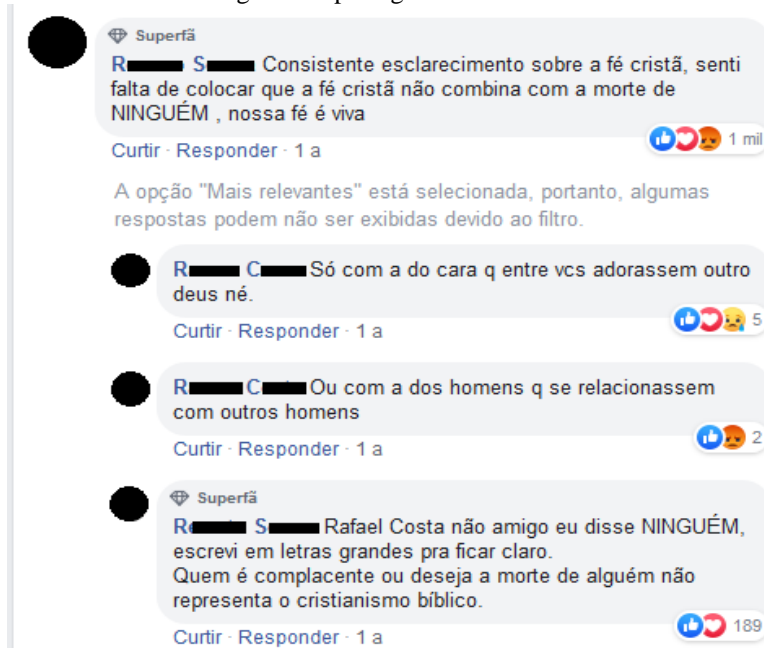 Superfã
R S Consistente esclarecimento sobre a fé cristã, senti
falta de colocar que a fé cristã não combina com a morte de
NINGUÉM , nossa fé é viva
Curtir · Responder · 1 a
1 mil
A opção "Mais relevantes" está selecionada, portanto, algumas
respostas podem não ser exibidas devido ao filtro.
R C Só com a do cara q entre vcs adorassem outro
deus né.
5
Curtir · Responder · 1 a
R C Ou com a dos homens q se relacionassem
com outros homens
2
Curtir · Responder · 1 a
Superfã
R S Rafael Costa não amigo eu disse NINGUÉM,
escrevi em letras grandes pra ficar claro.
Quem é complacente ou deseja a morte de alguém não
representa o cristianismo bíblico.
189
Curtir · Responder · 1 a